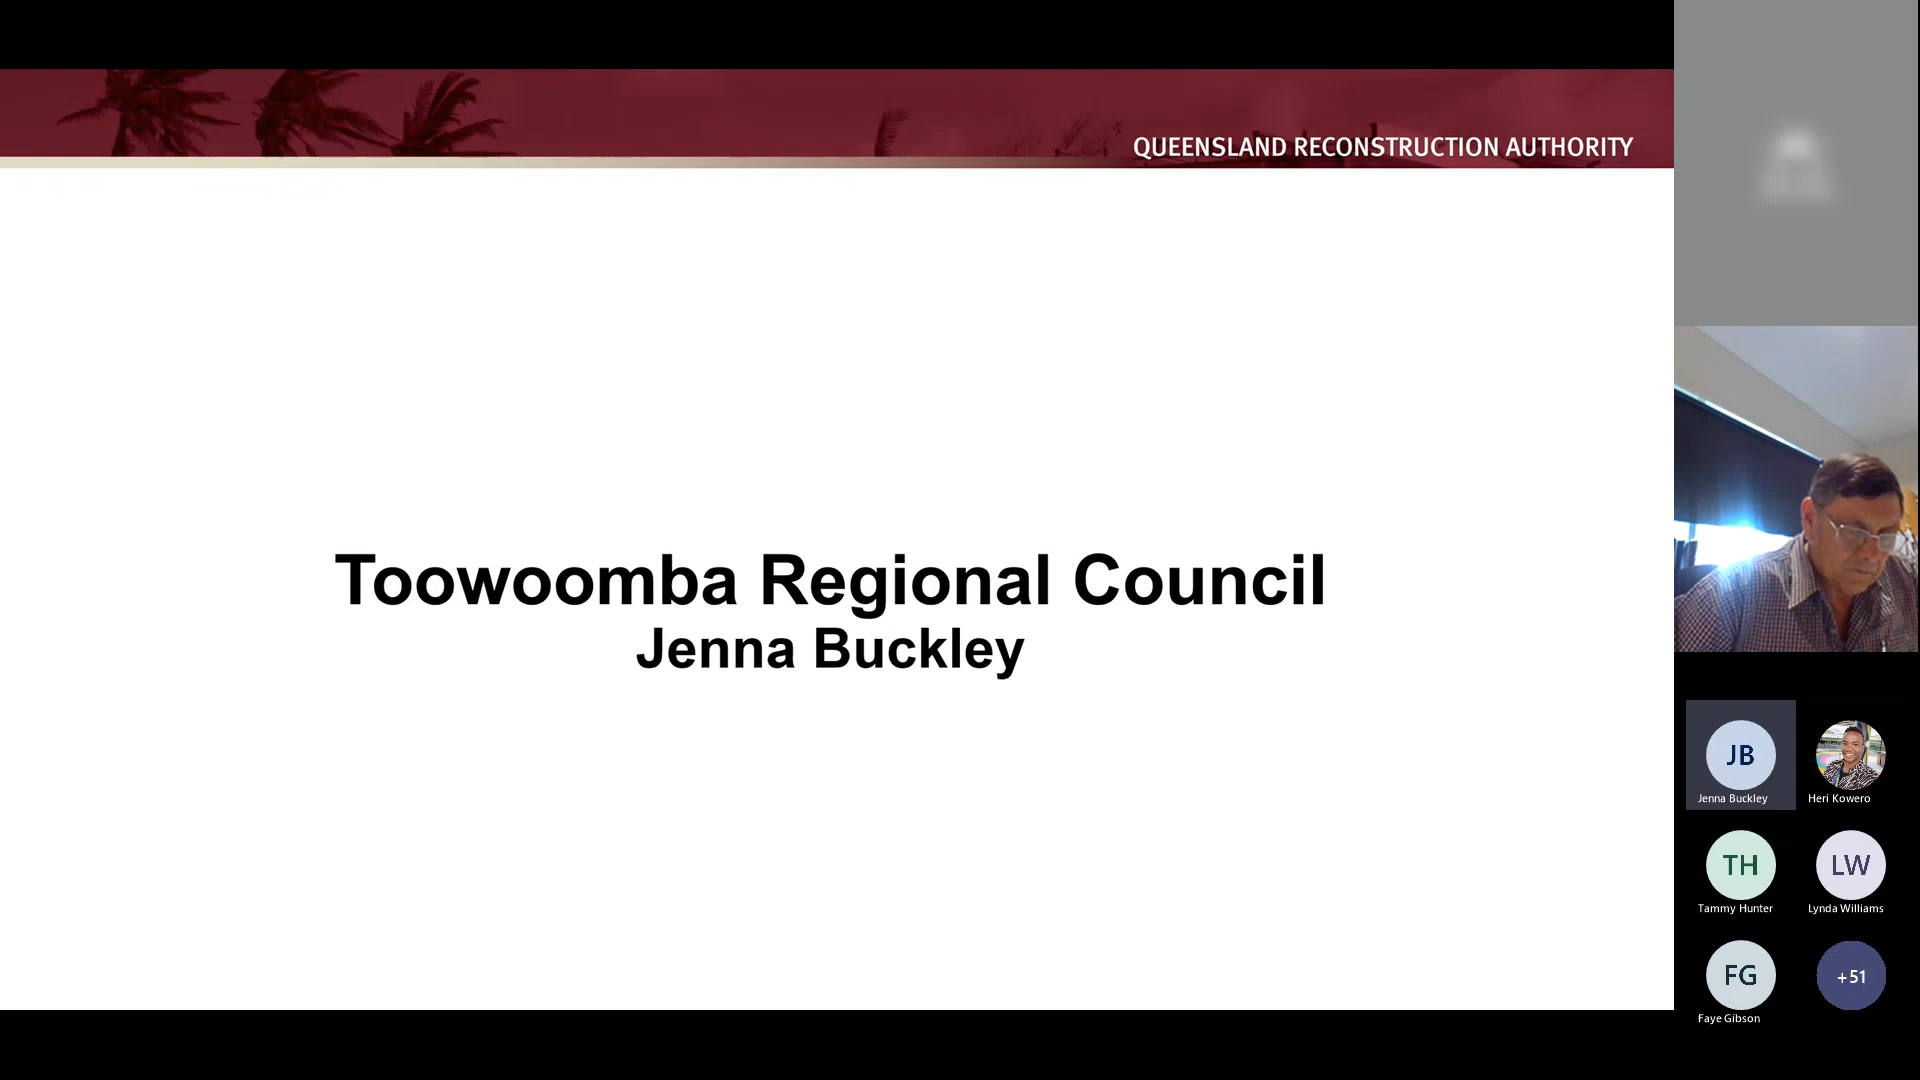 QUEENSLAND RECONSTRUCTION AUTHORITY
Toowoomba Regional Council
Jenna Buckley
JB
Jenna Buckley
Heri Kowero
TH
Tammy Hunter
LW
Lynda Williams
FG
Faye Gibson
+51